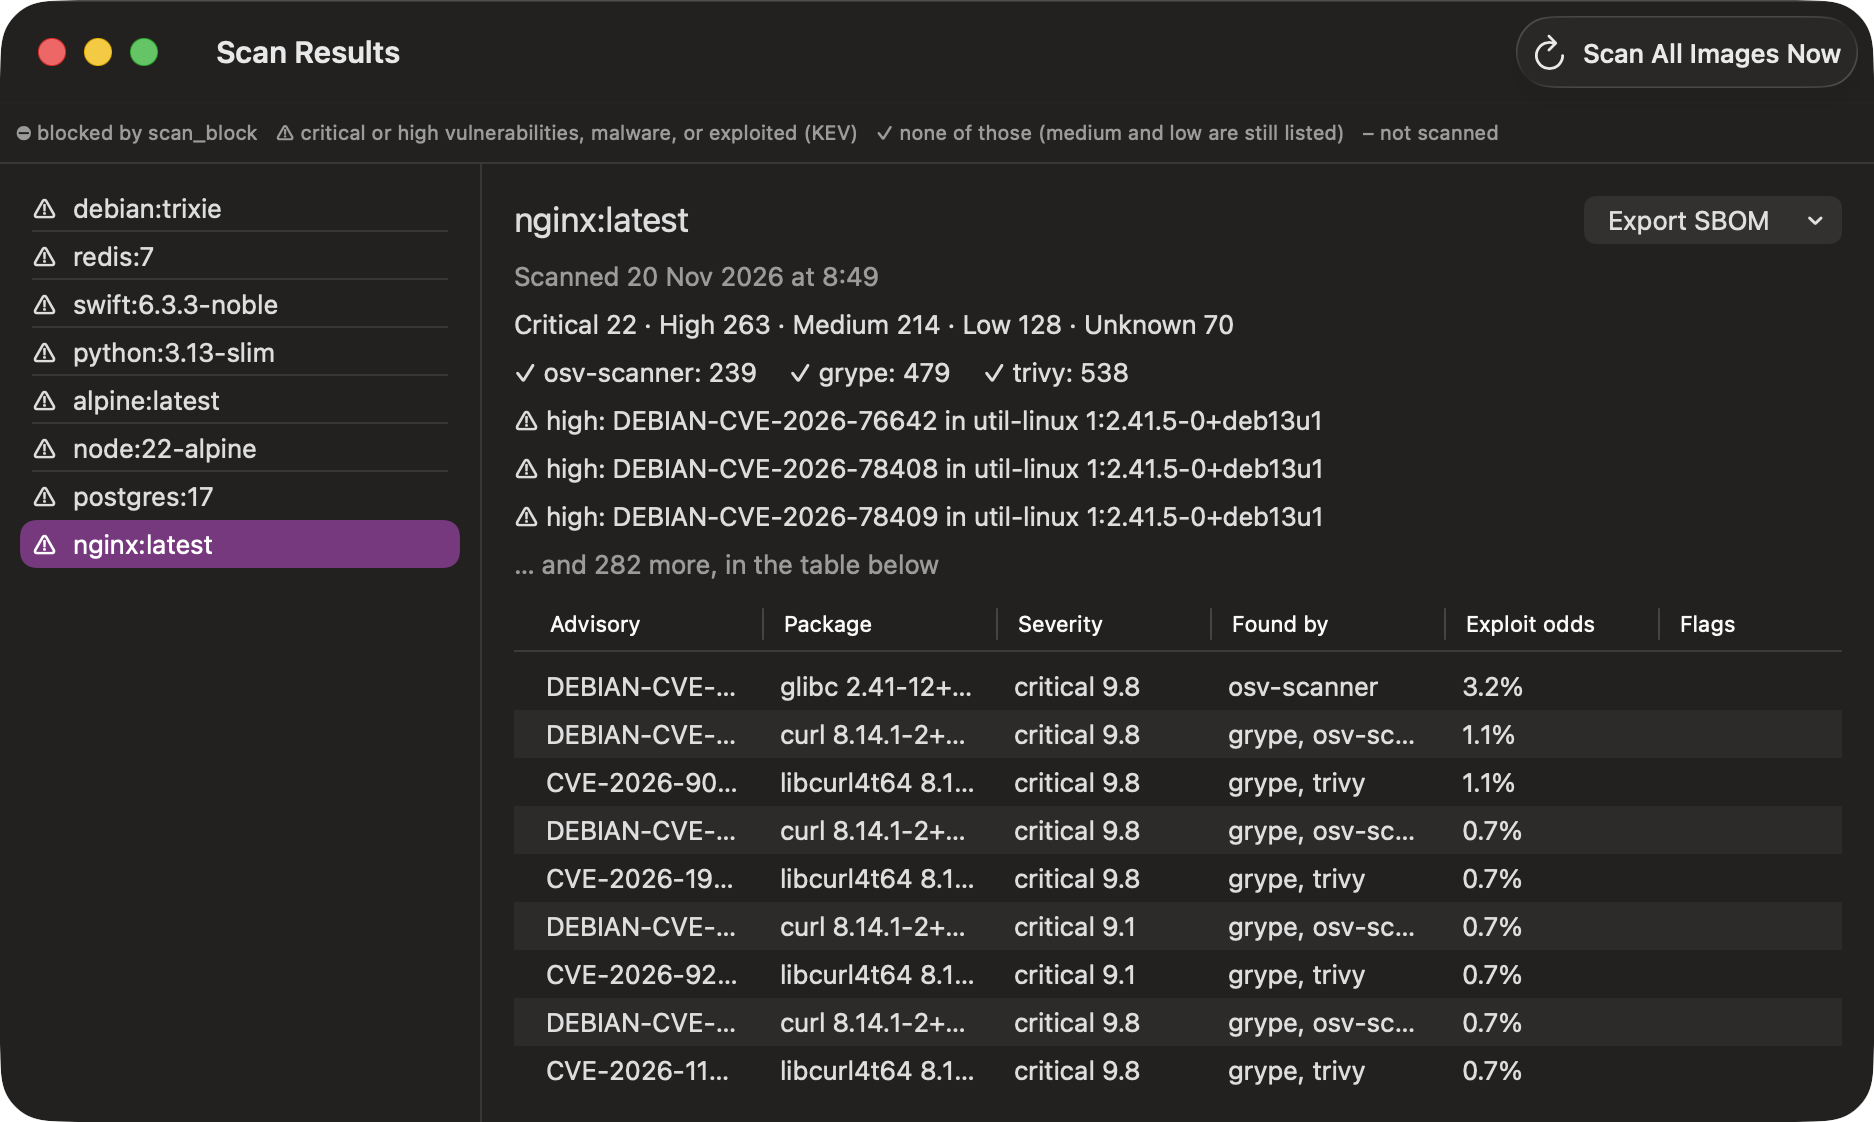 Scan Results
Scan All Images Now
blocked by scan_block critical or high vulnerabilities, malware, or exploited (KEV) ✓ none of those (medium and low are still listed) – not scanned
debian:trixie
redis:7
swift:6.3.3-noble
python:3.13-slim
alpine:latest
node:22-alpine
postgres:17
nginx:latest
nginx:latest
Export SBOM
Scanned 20 Nov 2026 at 8:49
Critical 22 · High 263 · Medium 214 · Low 128 · Unknown 70
✓ osv-scanner: 239 ✓ grype: 479 ✓ trivy: 538
high: DEBIAN-CVE-2026-76642 in util-linux 1:2.41.5-0+deb13u1
high: DEBIAN-CVE-2026-78408 in util-linux 1:2.41.5-0+deb13u1
high: DEBIAN-CVE-2026-78409 in util-linux 1:2.41.5-0+deb13u1
... and 282 more, in the table below
Advisory Package Severity Found by Exploit odds Flags
DEBIAN-CVE-... glibc 2.41-12+... critical 9.8 osv-scanner 3.2%
DEBIAN-CVE-... curl 8.14.1-2+... critical 9.8 grype, osv-sc... 1.1%
CVE-2026-90... libcurl4t64 8.1... critical 9.8 grype, trivy 1.1%
DEBIAN-CVE-... curl 8.14.1-2+... critical 9.8 grype, osv-sc... 0.7%
CVE-2026-19... libcurl4t64 8.1... critical 9.8 grype, trivy 0.7%
DEBIAN-CVE-... curl 8.14.1-2+... critical 9.1 grype, osv-sc... 0.7%
CVE-2026-92... libcurl4t64 8.1... critical 9.1 grype, trivy 0.7%
DEBIAN-CVE-... curl 8.14.1-2+... critical 9.8 grype, osv-sc... 0.7%
CVE-2026-11... libcurl4t64 8.1... critical 9.8 grype, trivy 0.7%